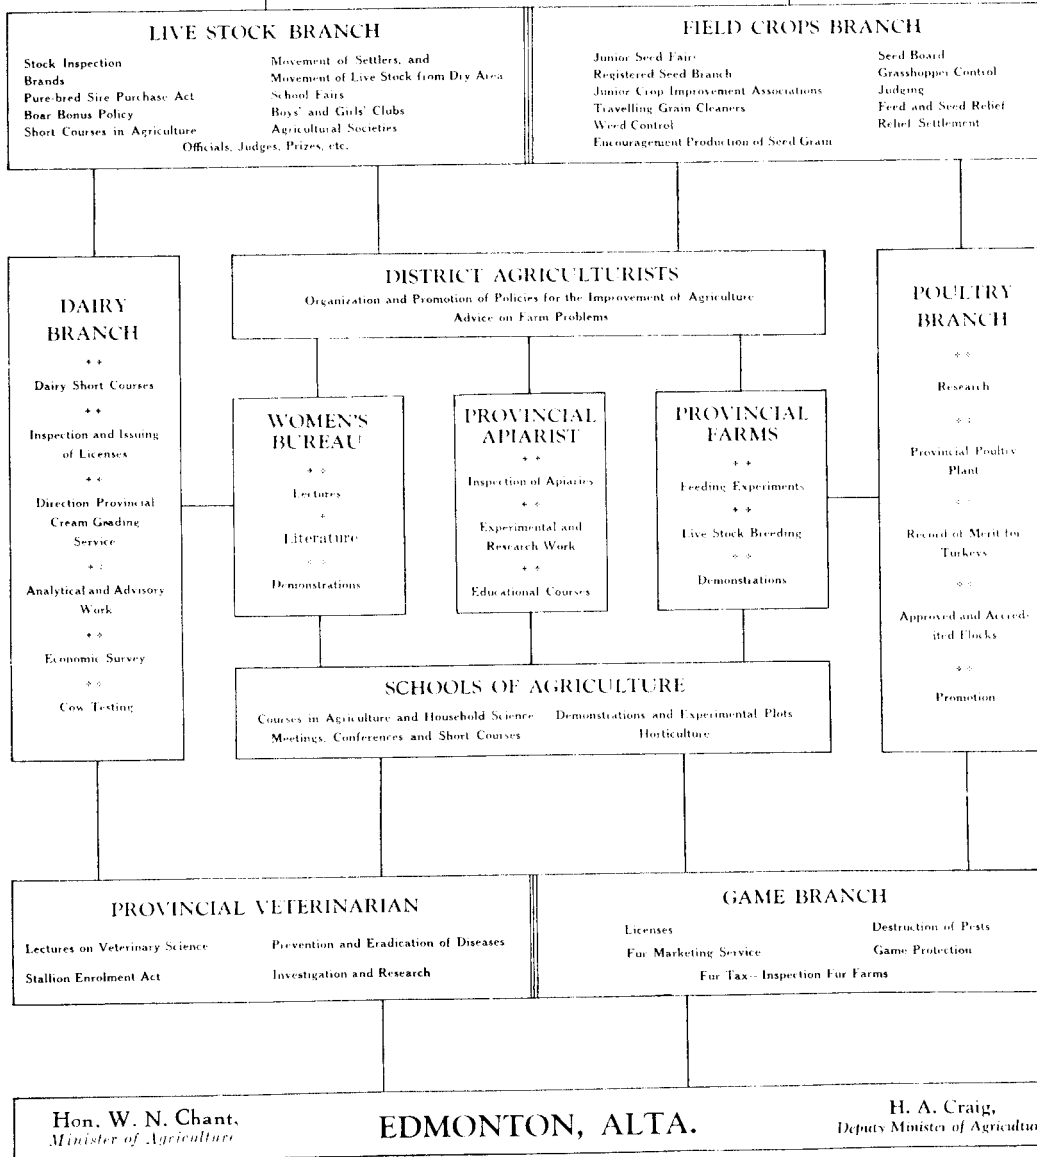 LIVE STOCK BRANCH
Stock Inspection
Brands
Pure-bred Sire Purchase Act
Boar Bonus Policy
Short Courses in Agriculture
Movement of Settlers, and
Movement of Live Stock from Dry Area
School Fairs
Boys' and Girls' Clubs
Agricultural Societies
Officials, Judges, Prizes, etc.
FIELD CROPS BRANCH
Junior Seed Fairs
Registered Seed Branch
Junior Crop Improvement Associations
Travelling Grain Cleaners
Weed Control
Encouragement Production of Seed Grain
Seed Board
Grasshopper Control
Judging
Feed and Seed Relief
Relief Settlement
DAIRY
BRANCH
Dairy Short Courses
Inspection and Issuing
of Licenses
Direction Provincial
Cream Grading
Service
Analytical and Advisory
Work
Economic Survey
Cow Testing
DISTRICT AGRICULTURISTS
Organization and Promotion of Policies for the Improvement of Agriculture
Advice on Farm Problems
WOMEN'S
BUREAU
Lectures
Literature
Demonstrations
PROVINCIAL
APIARIST
Inspection of Apiaries
Experimental and
Research Work
Educational Courses
PROVINCIAL
FARMS
Feeding Experiments
Live Stock Breeding
Demonstrations
POULTRY
BRANCH
Research
Provincial Poultry
Plant
Record of Merit for
Turkeys
Approved and Accred-
ited Flocks
Promotion
SCHOOLS OF AGRICULTURE
Courses in Agriculture and Household Science
Meetings, Conferences and Short Courses
Demonstrations and Experimental Plots
Horticulture
PROVINCIAL VETERINARIAN
Lectures on Veterinary Science
Stallion Enrolment Act
Prevention and Eradication of Diseases
Investigation and Research
GAME BRANCH
Licenses
Fur Marketing Service
Destruction of Pests
Game Protection
Fur Tax--Inspection Fur Farms
Hon. W. N. Chant,
Minister of Agriculture
EDMONTON, ALTA.
H. A. Craig,
Deputy Minister of Agricultur